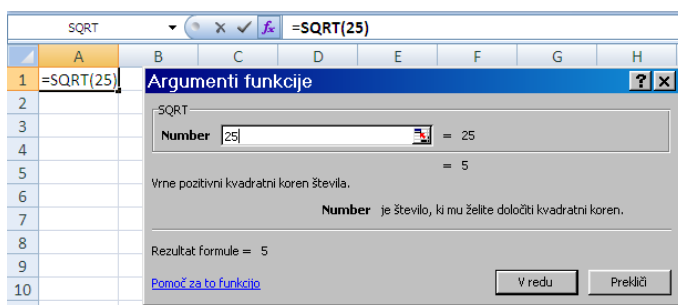 SQRT fx =SQRT(25)
A B C D E F G H
1 =SQRT(25)
Argumenti funkcije ? x
2
SQRT
3
Number 25 = 25
4
= 5
5
Vrne pozitivni kvadratni koren števila.
6
Number je število, ki mu želite določiti kvadratni koren.
7
8
Rezultat formule = 5
9
Pomoč za to funkcijo V redu Prekliči
10